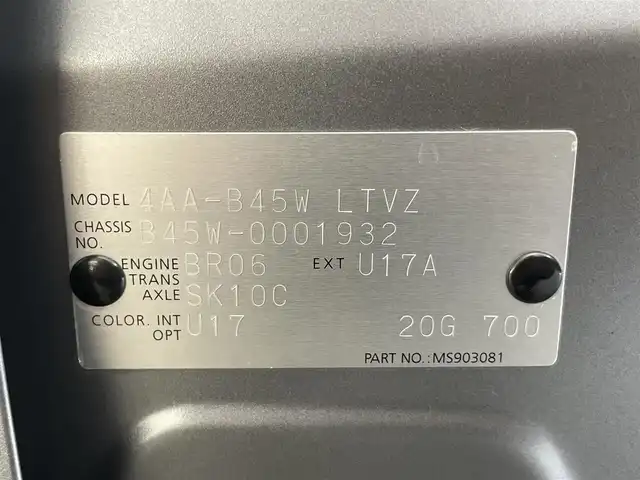 MODEL 4AA-B45W LTVZ
CHASSIS NO. B45W-0001932
ENGINE BR06 EXT U17A
TRANS AXLE SK10C
COLOR. INT OPT U17 20G 700
PART NO.:MS903081